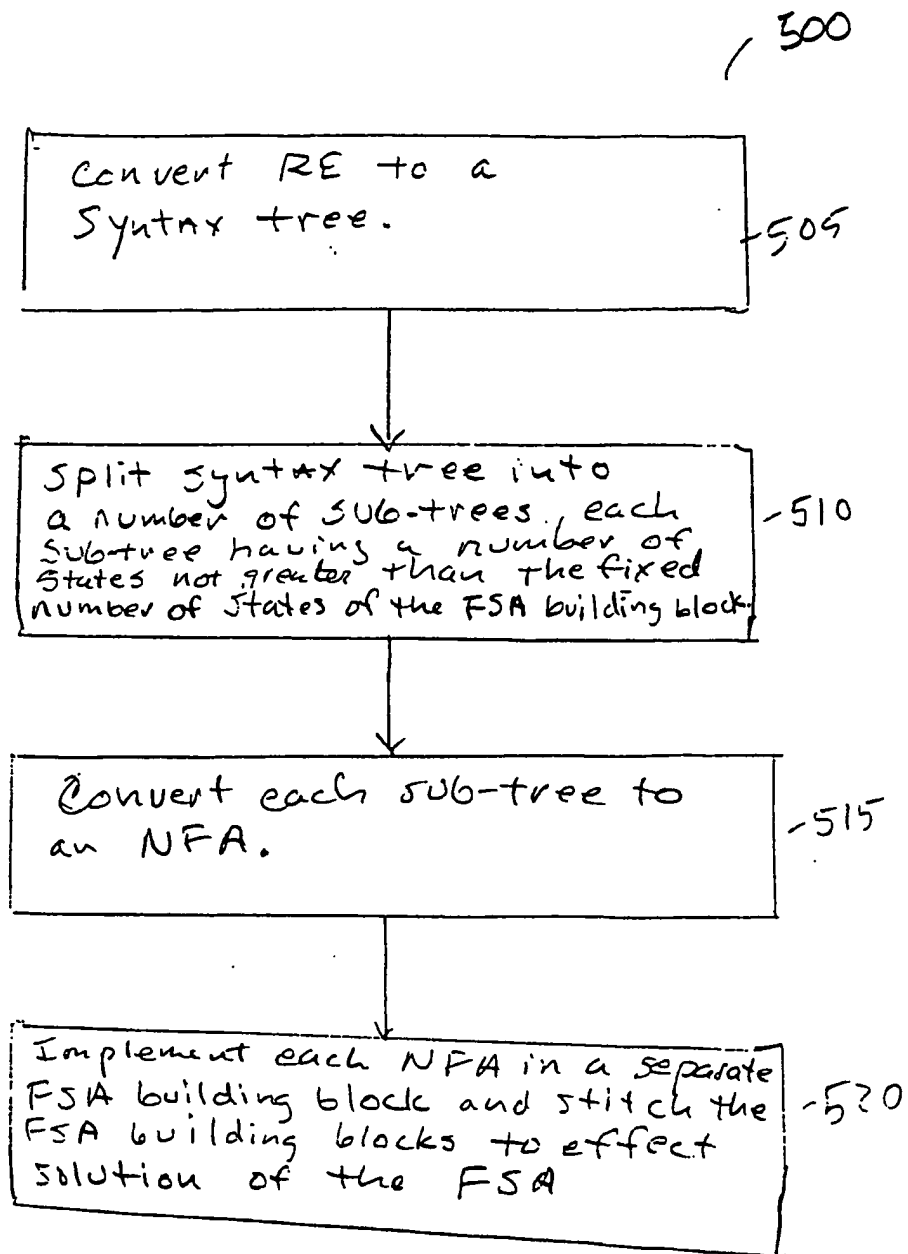 500
Convert RE to a
Syntax tree.
505
Split syntax tree into
a number of sub-trees, each
sub-tree having a number of
States not greater than the fixed
number of states of the FSA building block.
510
Convert each sub-tree to
an NFA.
515
Implement each NFA in a separate
FSA building block and stitch the
FSA building blocks to effect
solution of the FSA
520